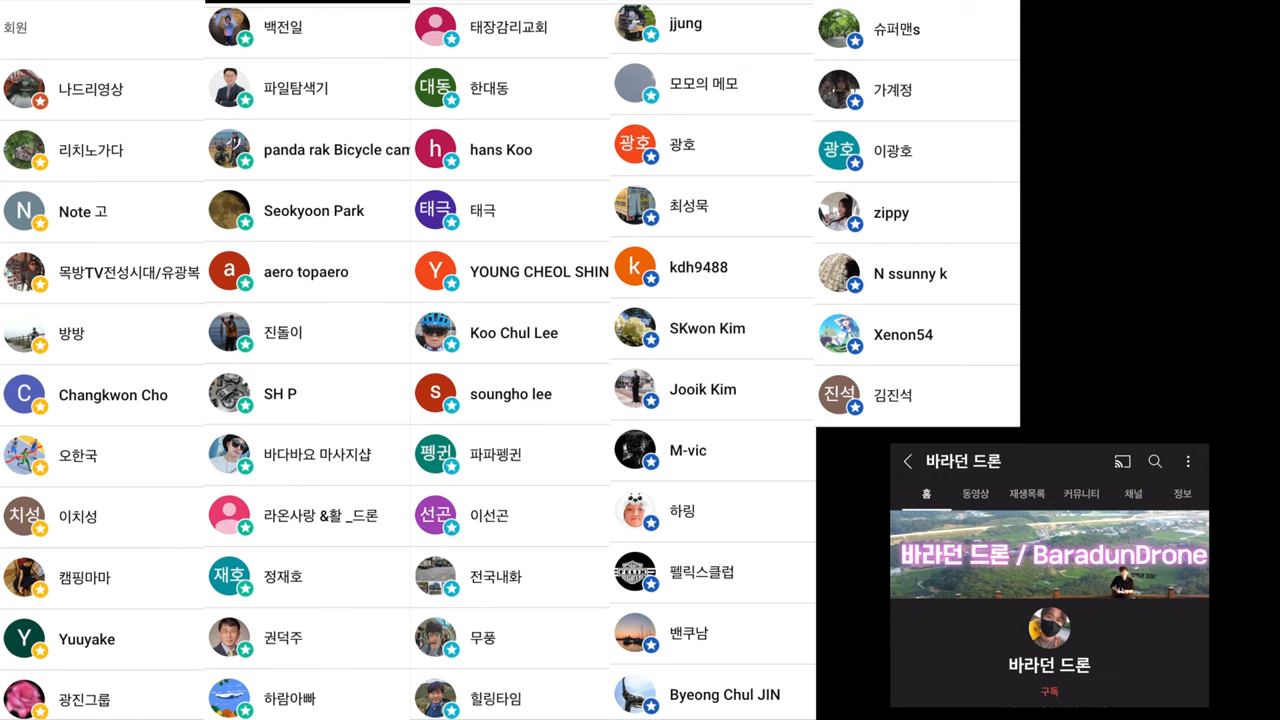 회원
나드리영상
리치노가다
N
Note 고
목방TV전성시대/유광복
방방
C
Changkwon Cho
오한국
치성
이치성
캠핑마마
Y
Yuuyake
광진그룹
백전일
파일탐색기
panda rak Bicycle cam
Seokyoon Park
a
aero topaero
진돌이
SH P
바다바요 마사지샵
라온사랑 &활 _드론
재호
정재호
권덕주
하람아빠
태장감리교회
대동
한대동
h
hans Koo
태극
태극
Y
YOUNG CHEOL SHIN
Koo Chul Lee
s
soungho lee
펭귄
파파펭귄
선곤
이선곤
전국내화
무풍
힐링타임
jjung
모모의 메모
광호
광호
최성묵
k
kdh9488
SKwon Kim
Jooik Kim
M-vic
하링
펠릭스클럽
밴쿠남
Byeong Chul JIN
슈퍼맨s
가계정
광호
이광호
zippy
N ssunny k
Xenon54
진석
김진석
바라던 드론
홈 동영상 재생목록 커뮤니티 채널 정보
바라던 드론 / BaradunDrone
바라던 드론
구독